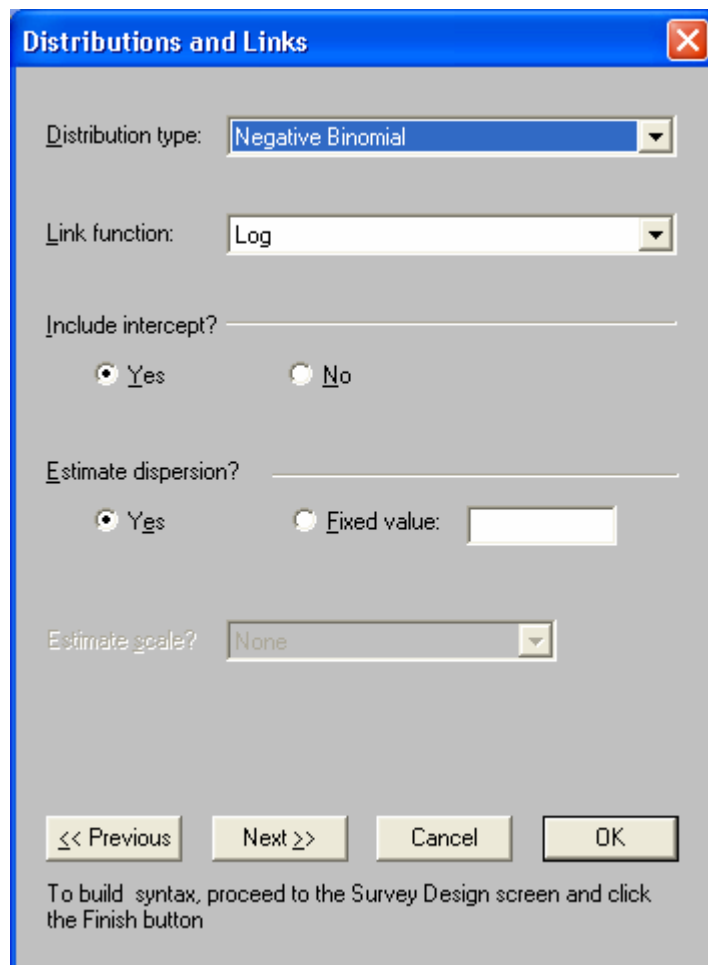 Distributions and Links
Distribution type: Negative Binomial
Link function: Log
Include intercept?
Yes No
Estimate dispersion?
Yes Fixed value:
Estimate scale? None
<< Previous Next >> Cancel OK
To build syntax, proceed to the Survey Design screen and click
the Finish button